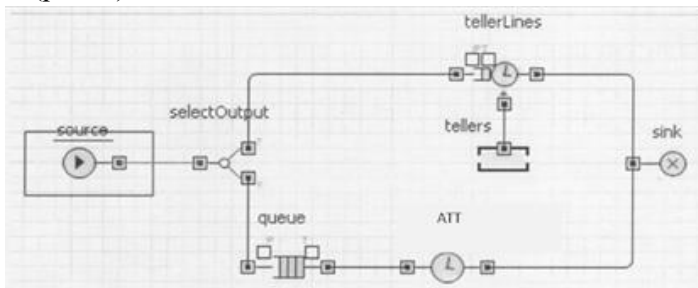 tellerLines
selectOutput
source
tellers
sink
queue
ATT